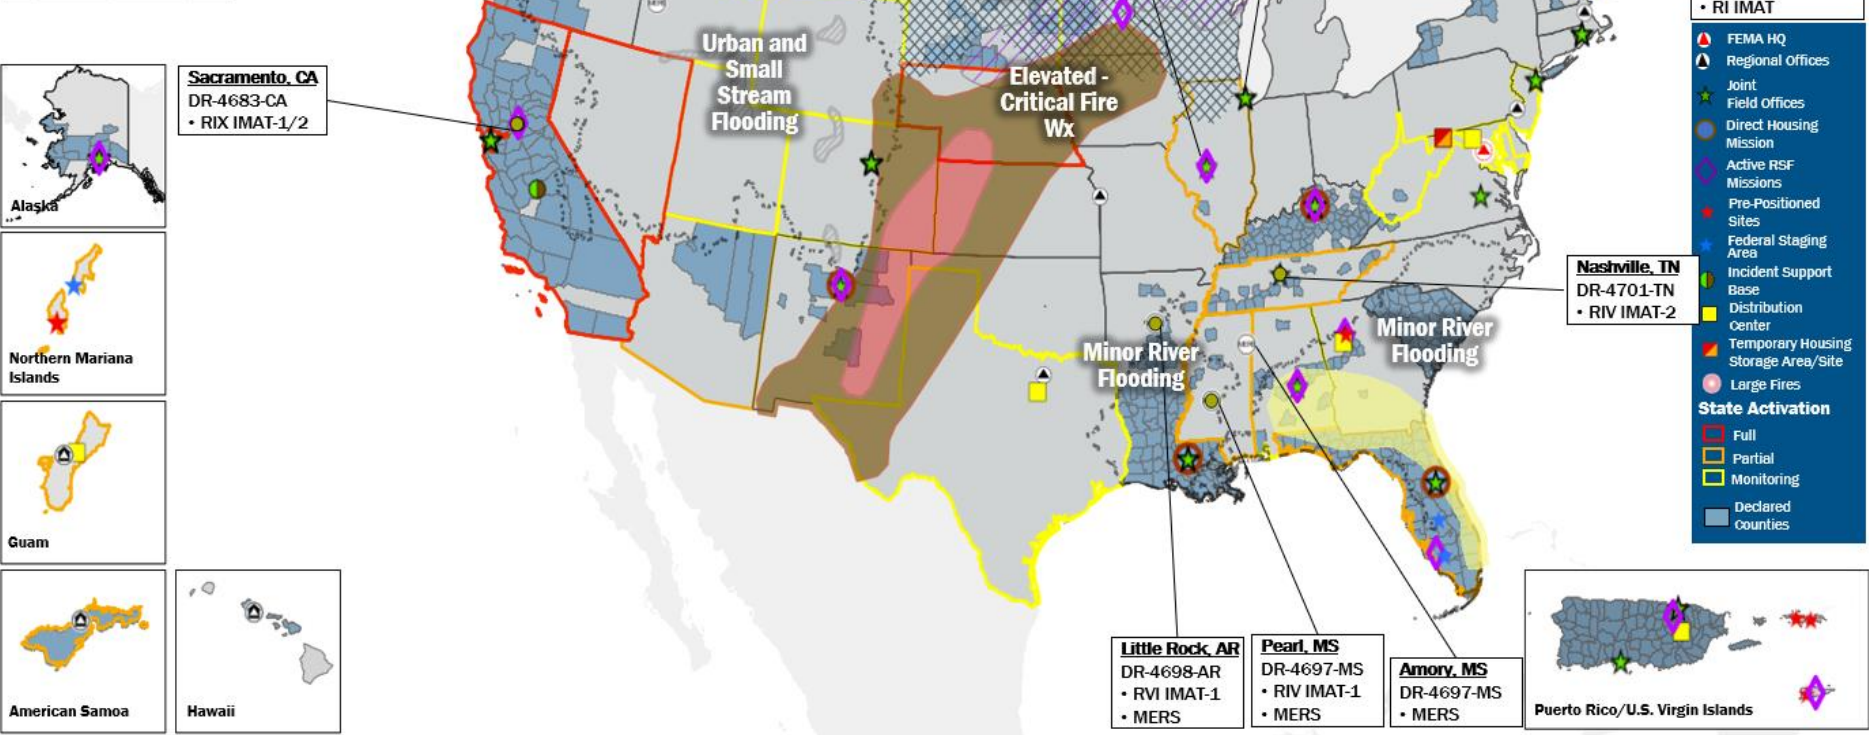 Urban and
Small
Stream
Flooding
Elevated -
Critical Fire
Wx
Minor River
Flooding
Minor River
Flooding
Sacramento, CA
DR-4683-CA
• RIX IMAT-1/2
Alaska
Northern Mariana
Islands
Guam
American Samoa
Hawaii
Nashville, TN
DR-4701-TN
• RIV IMAT-2
Little Rock, AR
DR-4698-AR
• RVI IMAT-1
• MERS
Pearl, MS
DR-4697-MS
• RIV IMAT-1
• MERS
Amory, MS
DR-4697-MS
• MERS
Puerto Rico/U.S. Virgin Islands
• RI IMAT
FEMA HQ
Regional Offices
Joint
Field Offices
Direct Housing
Mission
Active RSF
Missions
Pre-Positioned
Sites
Federal Staging
Area
Incident Support
Base
Distribution
Center
Temporary Housing
Storage Area/Site
Large Fires
State Activation
Full
Partial
Monitoring
Declared
Counties
MERS
MERS
S